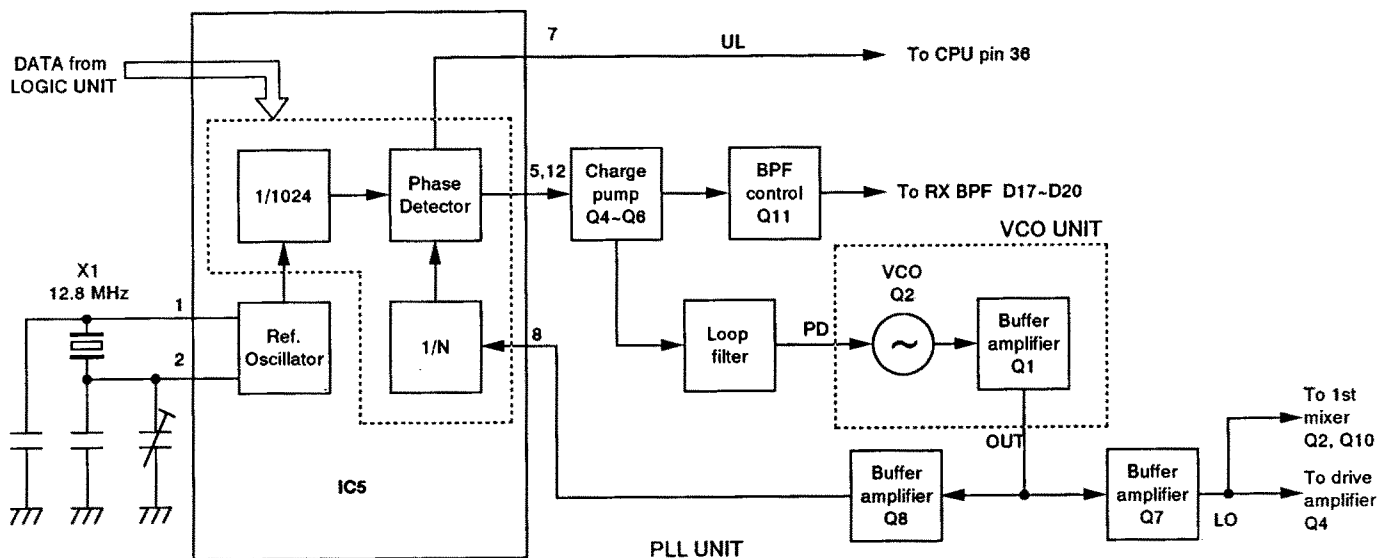 DATA from
LOGIC UNIT
7
UL
To CPU pin 36
1/1024
Phase
Detector
5,12
Charge
pump
Q4~Q6
BPF
control
Q11
To RX BPF D17~D20
VCO UNIT
X1
12.8 MHz
1
2
Ref.
Oscillator
1/N
8
Loop
filter
PD
VCO
Q2
~
Buffer
amplifier
Q1
OUT
IC5
Buffer
amplifier
Q8
Buffer
amplifier
Q7
LO
To 1st
mixer
Q2, Q10
To drive
amplifier
Q4
PLL UNIT